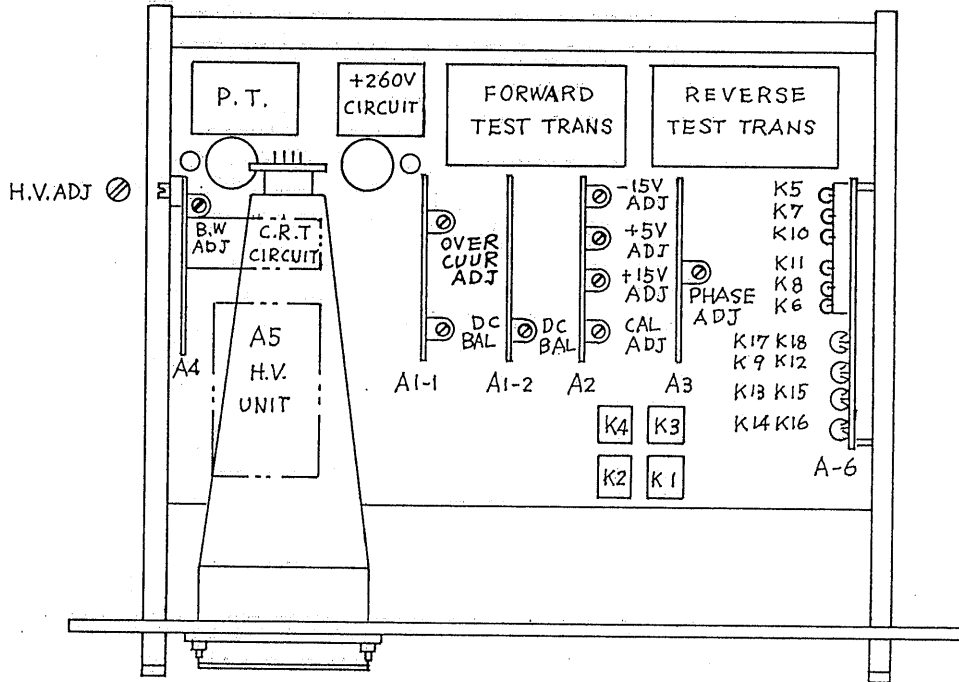 P.T.
+260V
CIRCUIT
FORWARD
TEST TRANS
REVERSE
TEST TRANS
H.V.ADJ
B.W
ADJ
C.R.T
CIRCUIT
OVER
CUUR
ADJ
-15V
ADJ
+5V
ADJ
+15V
ADJ
PHASE
ADJ
K5
K7
K10
K11
K8
K6
A5
H.V.
UNIT
DC
BAL
DC
BAL
CAL
ADJ
K17 K18
K9 K12
K13 K15
K14 K16
A4
A1-1
A1-2
A2
A3
A-6
K4
K3
K2
K1